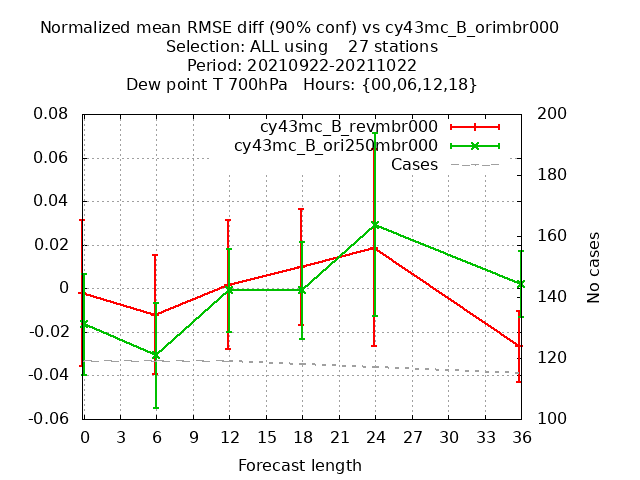 Normalized mean RMSE diff (90% conf) vs cy43mc_B_orimbr000
Selection: ALL using    27 stations
Period: 20210922-20211022
Dew point T 700hPa   Hours: {00,06,12,18}
cy43mc_B_revmbr000
cy43mc_B_ori250mbr000
Cases
0.08
0.06
0.04
0.02
0
-0.02
-0.04
-0.06
200
180
160
140
120
100
No cases
0 3 6 9 12 15 18 21 24 27 30 33 36
Forecast length